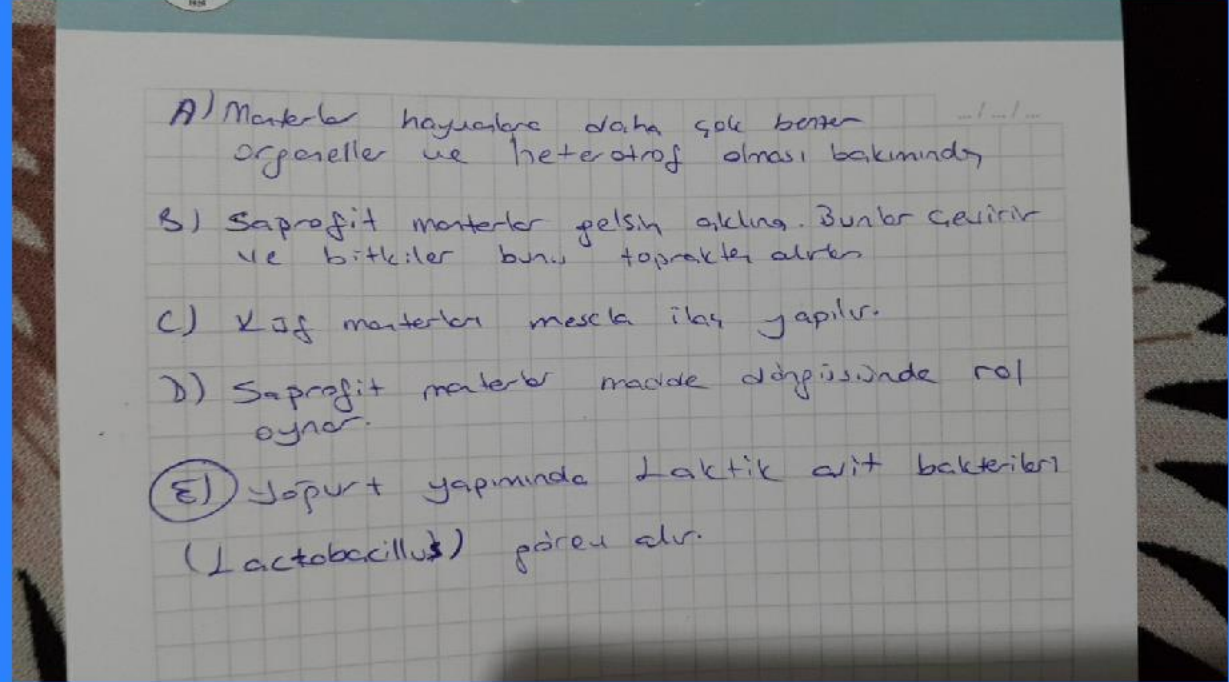 A) Mantarlar hayvanlara daha çok benzer
organeller ve heterotrof olması bakımından
B) Saprofit mantarlar gelsin aklına. Bunlar çevirir
ve bitkiler bunu topraktan alırlar
C) Küf mantarları mesela ilaç yapılır.
D) Saprofit mantarlar madde döngüsünde rol
oynar.
E) Yoğurt yapımında Laktik asit bakterileri
(Lactobacillus) görev alır.